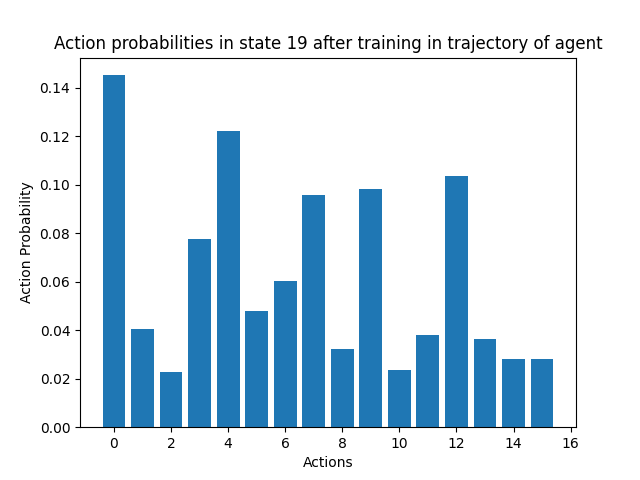 Action probabilities in state 19 after training in trajectory of agent
0.14
0.12
0.10
0.08
0.06
0.04
0.02
0.00
Action Probability
0 2 4 6 8 10 12 14 16
Actions